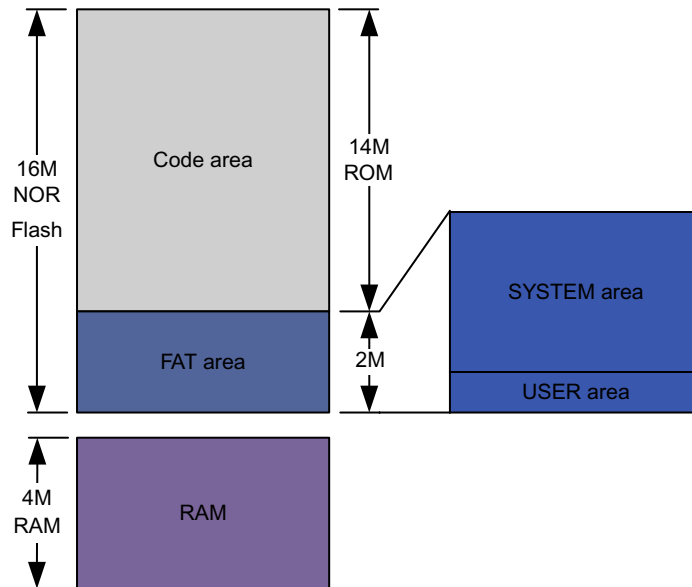 16M
NOR
Flash
Code area
14M
ROM
SYSTEM area
FAT area
2M
USER area
4M
RAM
RAM